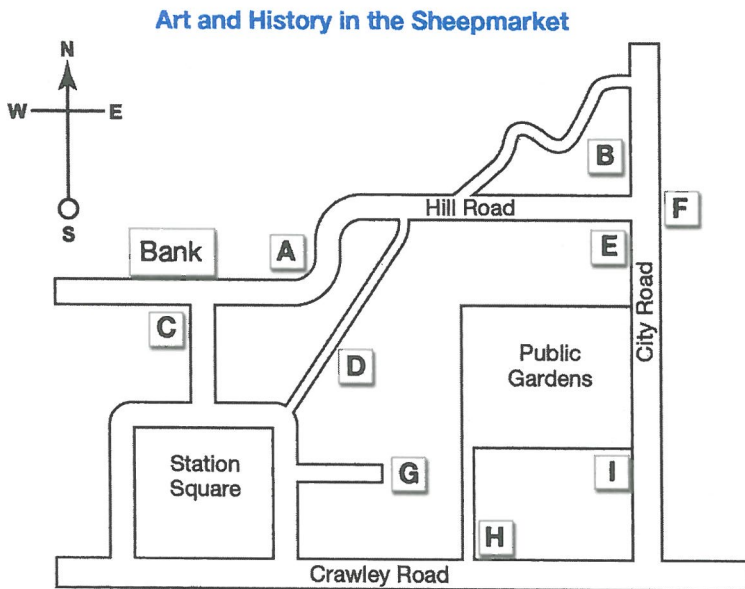 Art and History in the Sheepmarket
N
W E
S
B
Hill Road
F
Bank
A
E
C
City Road
D
Public
Gardens
Station
Square
G
I
H
Crawley Road